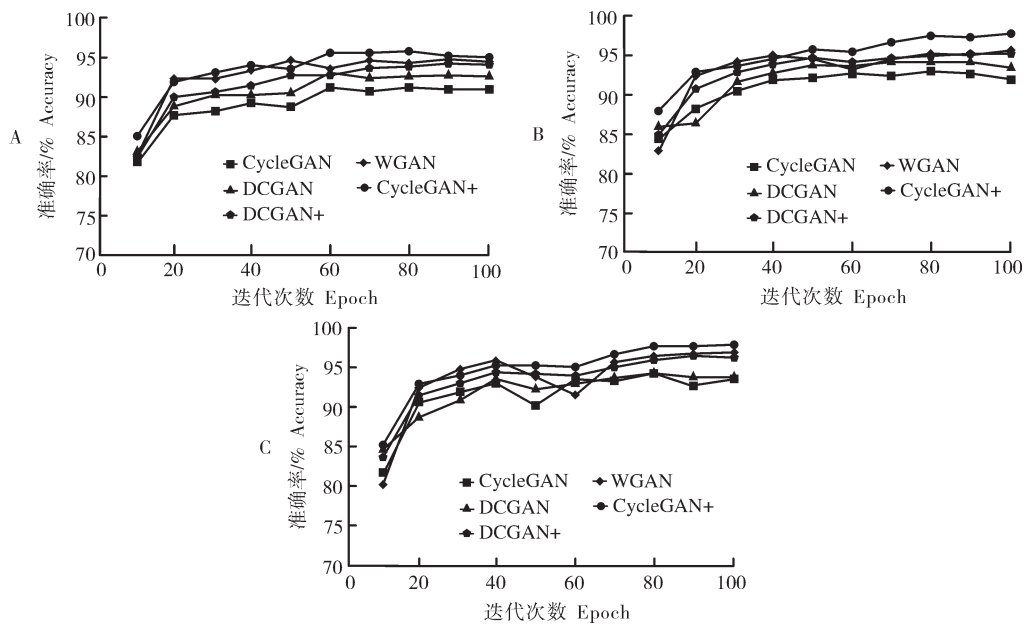 A
准确率/% Accuracy
100
95
90
85
80
75
70
0
20
40
60
80
100
迭代次数 Epoch
CycleGAN
DCGAN
DCGAN+
WGAN
CycleGAN+
B
准确率/% Accuracy
100
95
90
85
80
75
70
0
20
40
60
80
100
迭代次数 Epoch
CycleGAN
DCGAN
DCGAN+
WGAN
CycleGAN+
C
准确率/% Accuracy
100
95
90
85
80
75
70
0
20
40
60
80
100
迭代次数 Epoch
CycleGAN
DCGAN
DCGAN+
WGAN
CycleGAN+